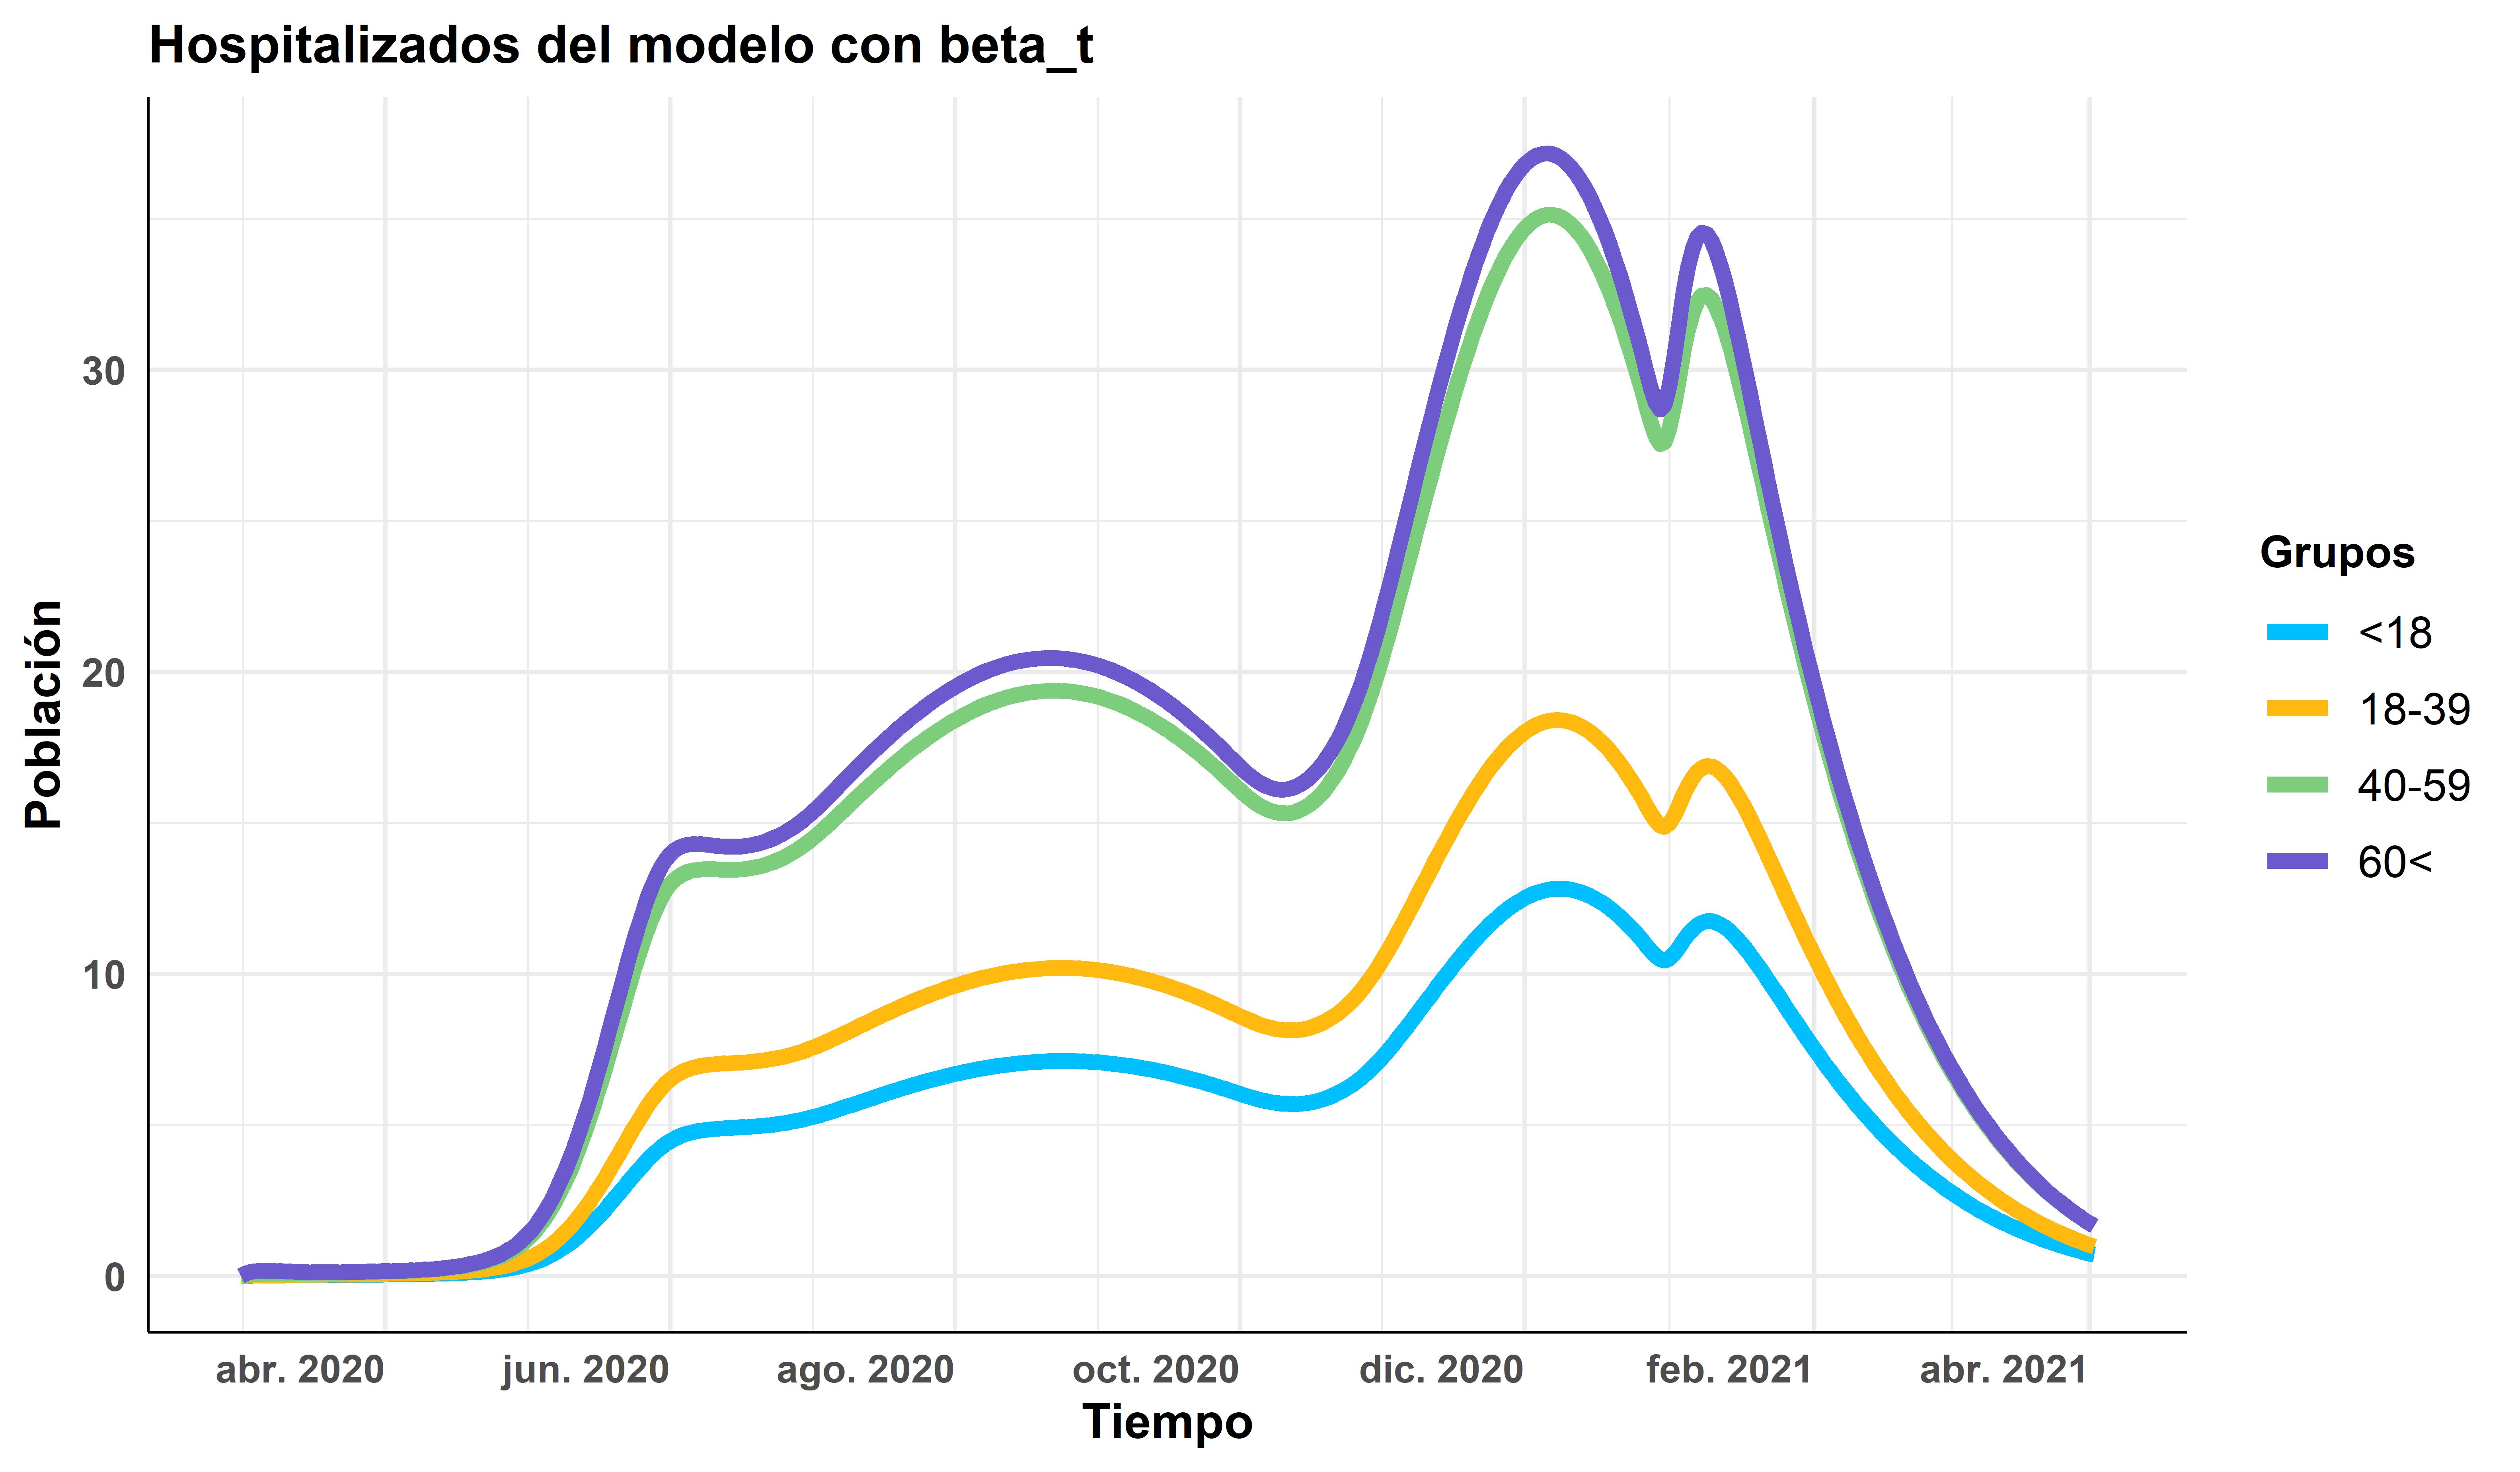 Hospitalizados del modelo con beta_t
Población
30
20
10
0
abr. 2020
jun. 2020
ago. 2020
oct. 2020
dic. 2020
feb. 2021
abr. 2021
Tiempo
Grupos
<18
18-39
40-59
60<